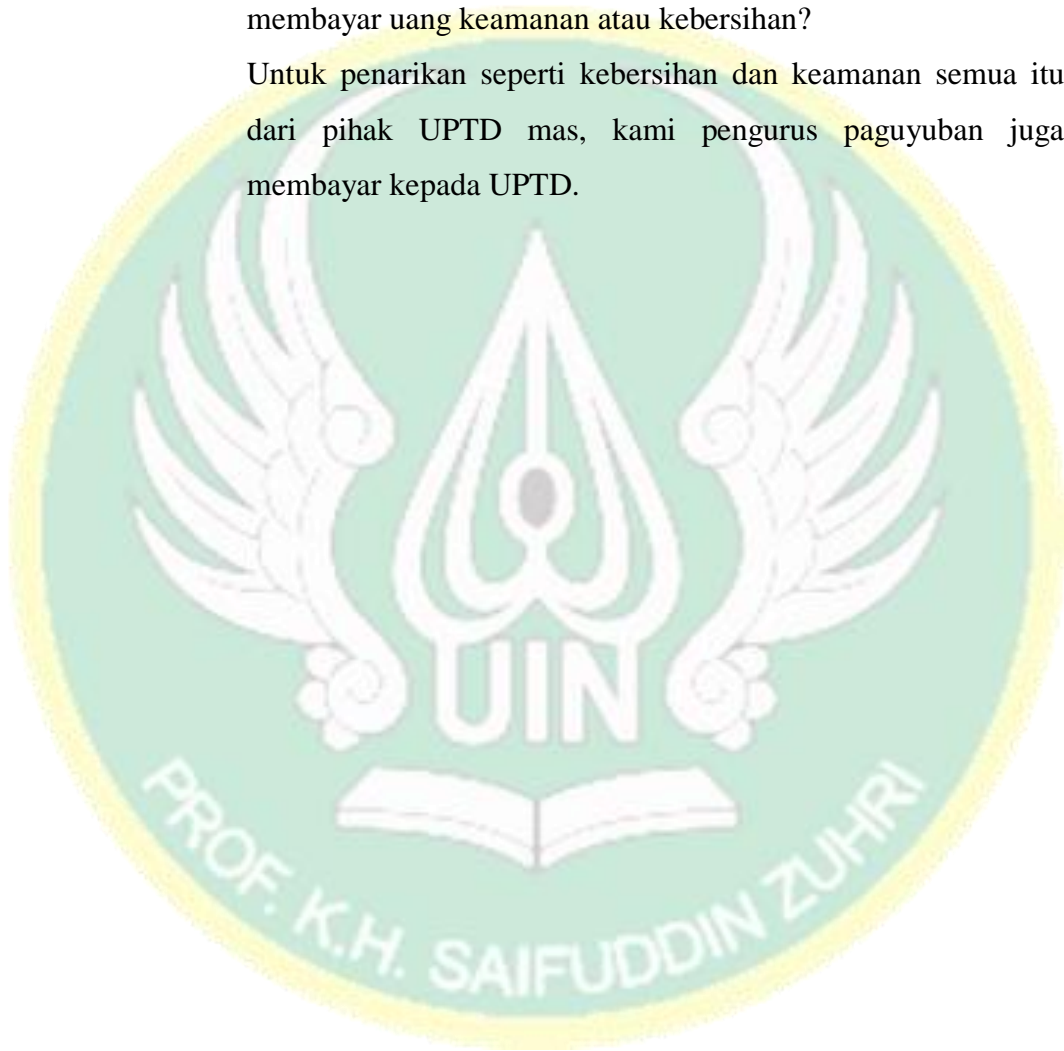 membayar uang keamanan atau kebersihan?
Untuk penarikan seperti kebersihan dan keamanan semua itu
dari pihak UPTD mas, kami pengurus paguyuban juga
membayar kepada UPTD.
UIN
PROF. K.H. SAIFUDDIN ZUHRI